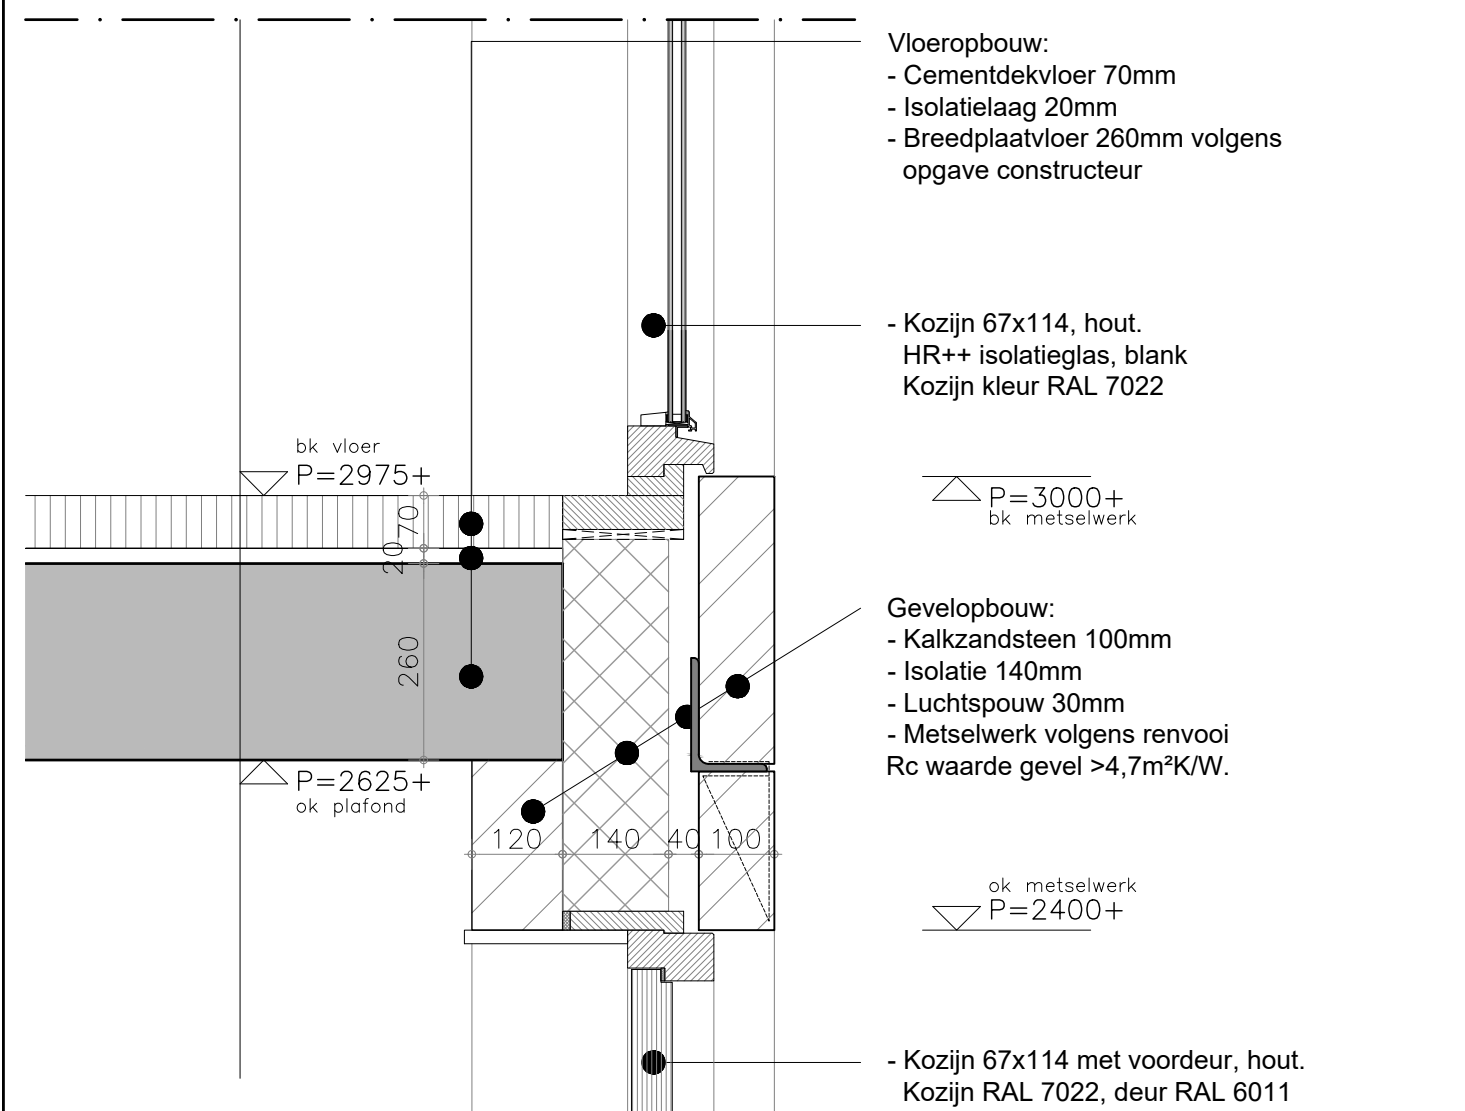 Vloeropbouw:
- Cementdekvloer 70mm
- Isolatielaag 20mm
- Breedplaatvloer 260mm volgens
opgave constructeur
- Kozijn 67x114, hout.
HR++ isolatieglas, blank
Kozijn kleur RAL 7022
bk vloer
P=2975+
P=3000+
bk metselwerk
70
20
260
Gevelopbouw:
- Kalkzandsteen 100mm
- Isolatie 140mm
- Luchtspouw 30mm
- Metselwerk volgens renvooi
Rc waarde gevel >4,7m²K/W.
P=2625+
ok plafond
120 140 40 100
ok metselwerk
P=2400+
- Kozijn 67x114 met voordeur, hout.
Kozijn RAL 7022, deur RAL 6011